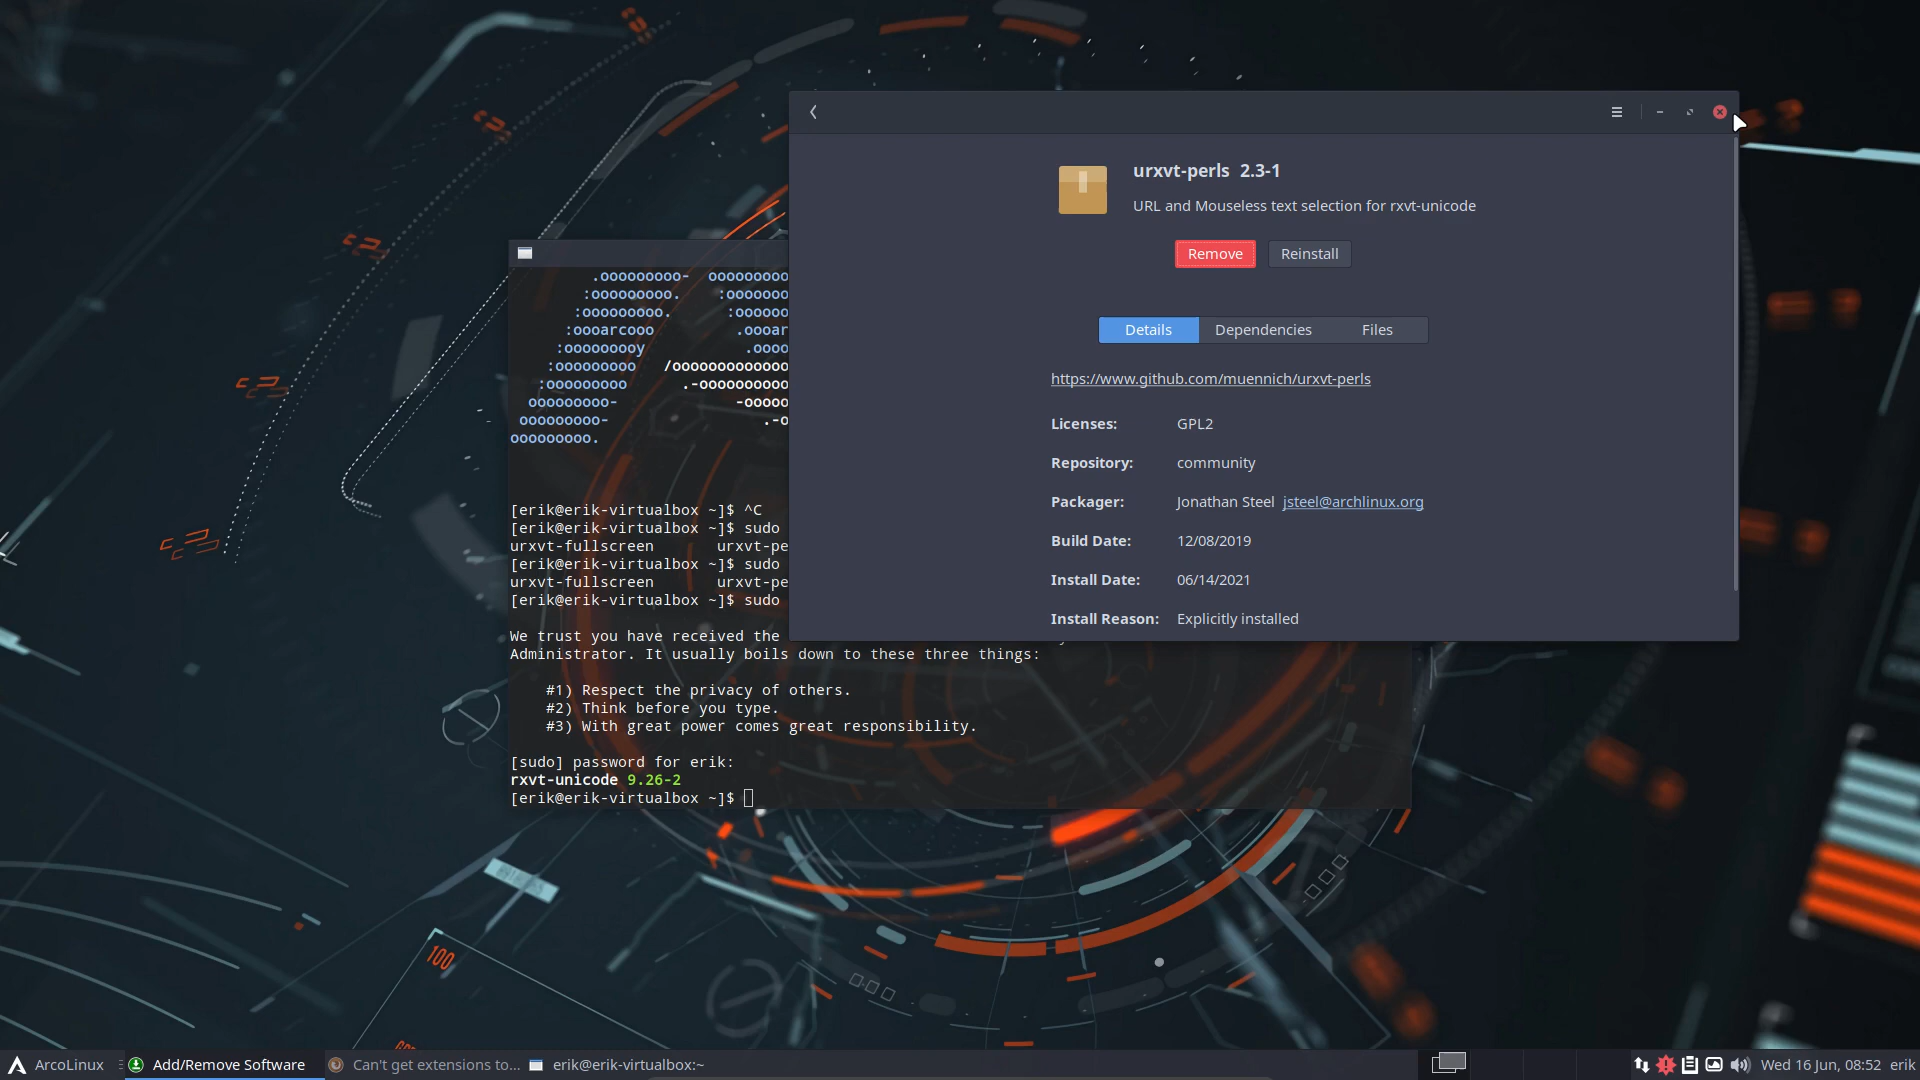 urxvt-perls 2.3-1
URL and Mouseless text selection for rxvt-unicode
Remove Reinstall
Details Dependencies Files
https://www.github.com/muennich/urxvt-perls
Licenses: GPL2
Repository: community
Packager: Jonathan Steel jsteel@archlinux.org
Build Date: 12/08/2019
Install Date: 06/14/2021
Install Reason: Explicitly installed
.ooooooooo- ooooooooo
:ooooooooo. :ooooooo
:ooooooooo. :oooooo
:oooarcooo .oooar
:ooooooooy .oooo
:ooooooooo /ooooooooooooo
:ooooooooo .-oooooooooo
ooooooooo- -ooooo
ooooooooo- .-o
ooooooooo.
[erik@erik-virtualbox ~]$ ^C
[erik@erik-virtualbox ~]$ sudo
urxvt-fullscreen urxvt-pe
[erik@erik-virtualbox ~]$ sudo
urxvt-fullscreen urxvt-pe
[erik@erik-virtualbox ~]$ sudo
We trust you have received the
Administrator. It usually boils down to these three things:
#1) Respect the privacy of others.
#2) Think before you type.
#3) With great power comes great responsibility.
[sudo] password for erik:
rxvt-unicode 9.26-2
[erik@erik-virtualbox ~]$
100
ArcoLinux Add/Remove Software Can't get extensions to... erik@erik-virtualbox:~ Wed 16 Jun, 08:52 erik